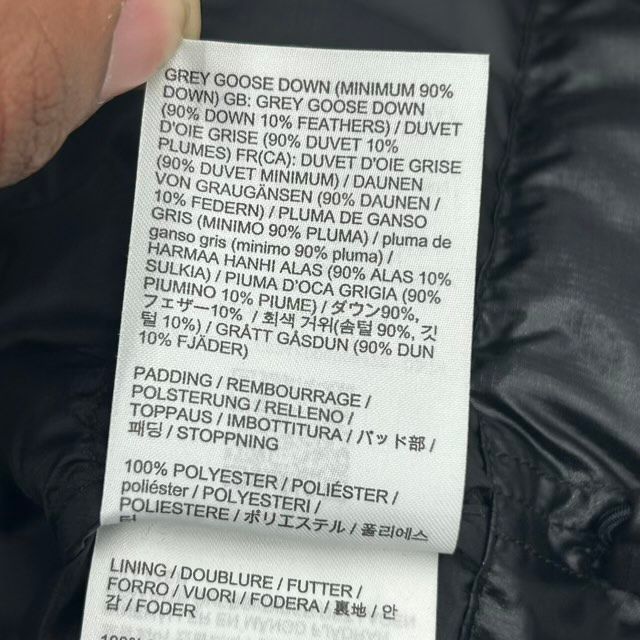 GREY GOOSE DOWN (MINIMUM 90%
DOWN) GB: GREY GOOSE DOWN
(90% DOWN 10% FEATHERS) / DUVET
D'OIE GRISE (90% DUVET 10%
PLUMES) FR(CA): DUVET D'OIE GRISE
(90% DUVET MINIMUM) / DAUNEN
VON GRAUGÄNSEN (90% DAUNEN /
10% FEDERN) / PLUMA DE GANSO
GRIS (MINIMO 90% PLUMA) / pluma de
ganso gris (minimo 90% pluma) /
HARMAA HANHI ALAS (90% ALAS 10%
SULKIA) / PIUMA D'OCA GRIGIA (90%
PIUMINO 10% PIUME) / ダウン90%,
フェザー10% / 회색 거위(솜털 90%, 깃
털 10%) / GRÅTT GÅSDUN (90% DUN
10% FJÄDER)
PADDING / REMBOURRAGE /
POLSTERUNG / RELLENO /
TOPPAUS / IMBOTTITURA / パッド部 /
패딩 / STOPPNING
100% POLYESTER / POLIÉSTER /
poliéster / POLYESTERI /
POLIESTERE / ポリエステル / 폴리에스
LINING / DOUBLURE / FUTTER /
FORRO / VUORI / FODERA / 裏地 / 안
감 / FODER